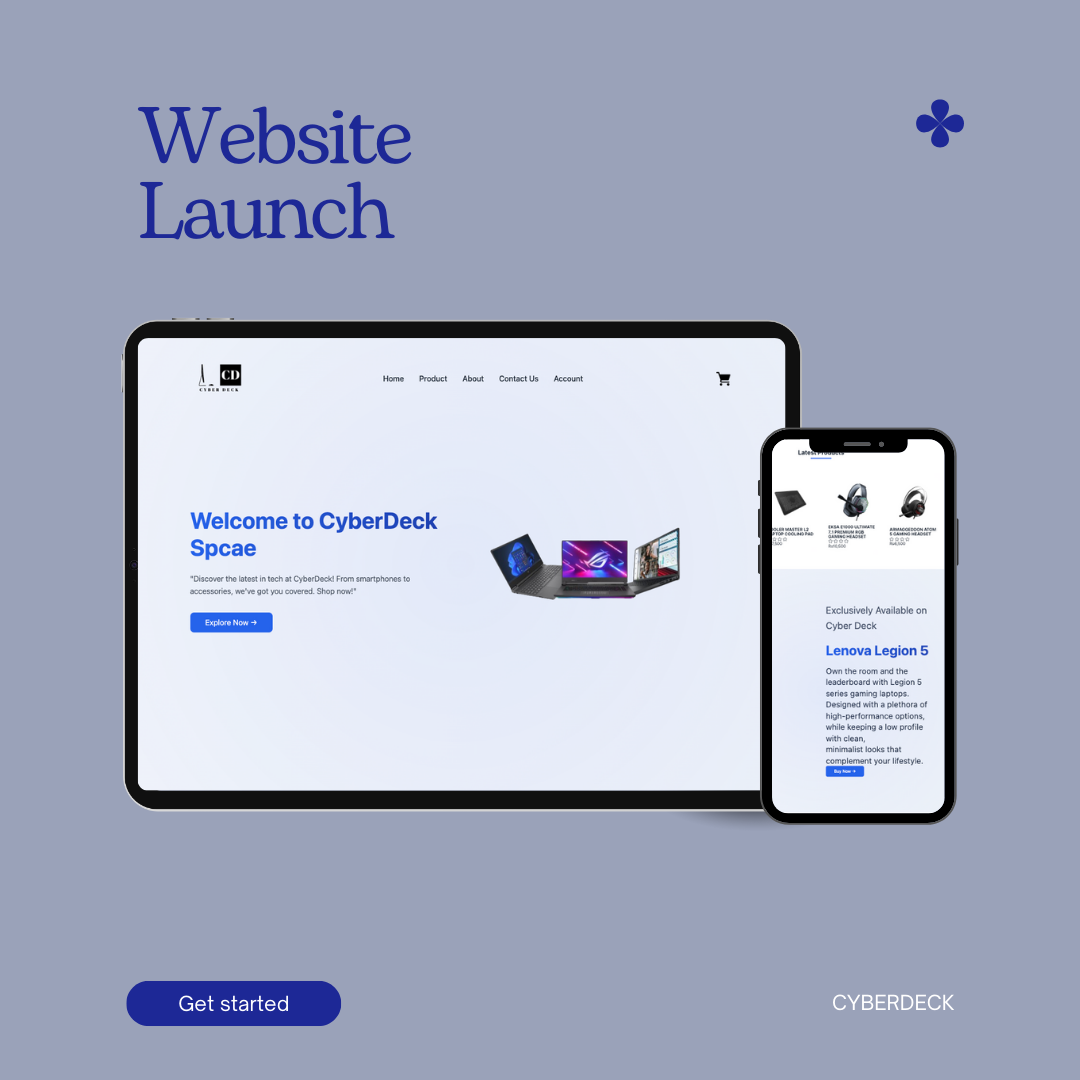 Website
Launch
CD
CYBER DECK
Home Product About Contact Us Account
Welcome to CyberDeck
Spcae
"Discover the latest in tech at CyberDeck! From smartphones to
accessories, we've got you covered. Shop now!"
Explore Now →
Latest Products
OLER MASTER L2
PTOP COOLING PAD
EKSA E1000 ULTIMATE
7.1 PREMIUM RGB
GAMING HEADSET
ARMAGGEDDON ATOM
5 GAMING HEADSET
Exclusively Available on
Cyber Deck
Lenova Legion 5
Own the room and the
leaderboard with Legion 5
series gaming laptops.
Designed with a plethora of
high-performance options,
while keeping a low profile
with clean,
minimalist looks that
complement your lifestyle.
Buy Now →
Get started
CYBERDECK